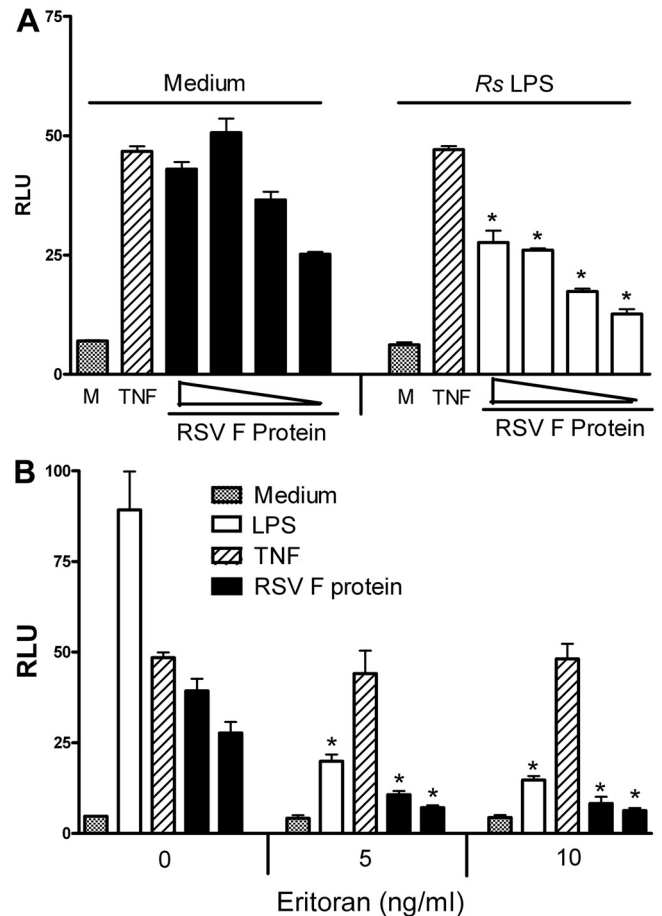 A
75
50
25
0
RLU
Medium
Rs LPS
* * * *
M TNF
M TNF
RSV F Protein
RSV F Protein
B
100
75
50
25
0
RLU
Medium
LPS
TNF
RSV F protein
* * *
* * *
0 5 10
Eritoran (ng/ml)